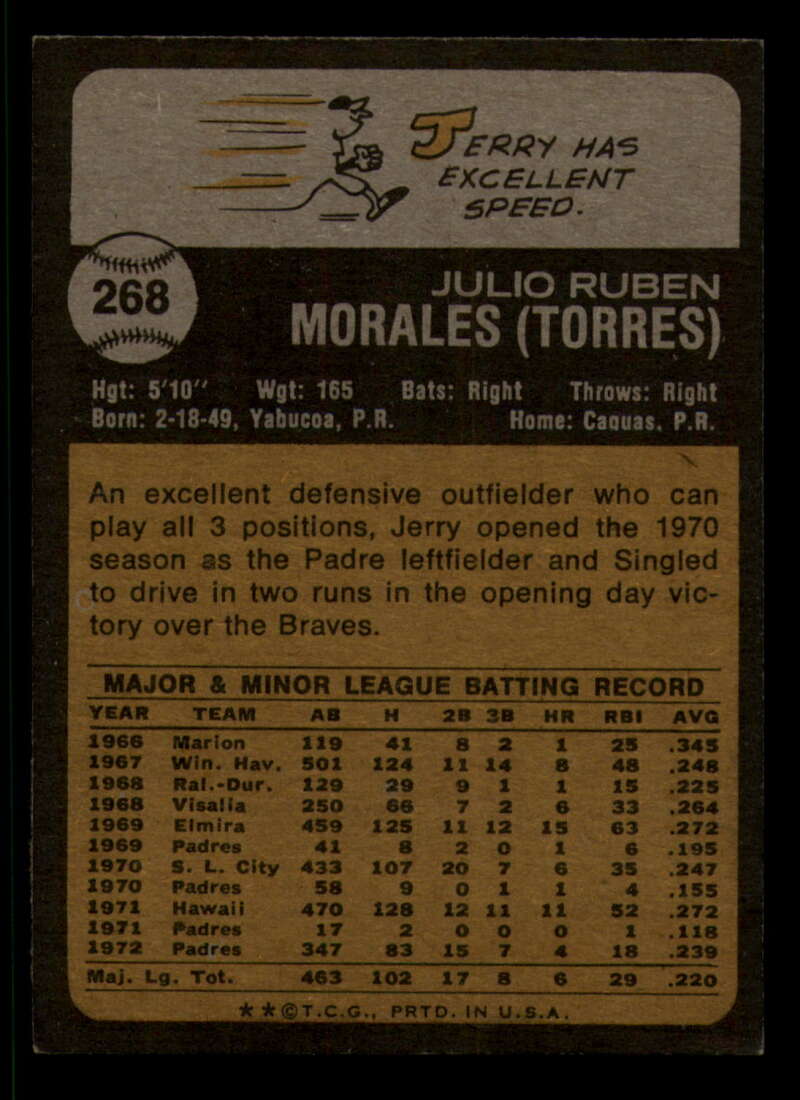 JERRY HAS
EXCELLENT
SPEED.
268
JULIO RUBEN
MORALES (TORRES)
Hgt: 5'10" Wgt: 165 Bats: Right Throws: Right
Born: 2-18-49, Yabucoa, P.R. Home: Caguas, P.R.
An excellent defensive outfielder who can
play all 3 positions, Jerry opened the 1970
season as the Padre leftfielder and Singled
to drive in two runs in the opening day vic-
tory over the Braves.
MAJOR & MINOR LEAGUE BATTING RECORD
YEAR TEAM AB H 2B 3B HR RBI AVG
1966 Marion 119 41 8 2 1 25 .345
1967 Win. Hav. 501 124 11 14 8 48 .248
1968 Ral.-Dur. 129 29 9 1 1 15 .225
1968 Visalia 250 66 7 2 6 33 .264
1969 Elmira 459 125 11 12 15 63 .272
1969 Padres 41 8 2 0 1 6 .195
1970 S. L. City 433 107 20 7 6 35 .247
1970 Padres 58 9 0 1 1 4 .155
1971 Hawaii 470 128 12 11 11 52 .272
1971 Padres 17 2 0 0 0 1 .118
1972 Padres 347 83 15 7 4 18 .239
Maj. Lg. Tot. 463 102 17 8 6 29 .220
* * © T.C.G., PRTD. IN U.S.A.